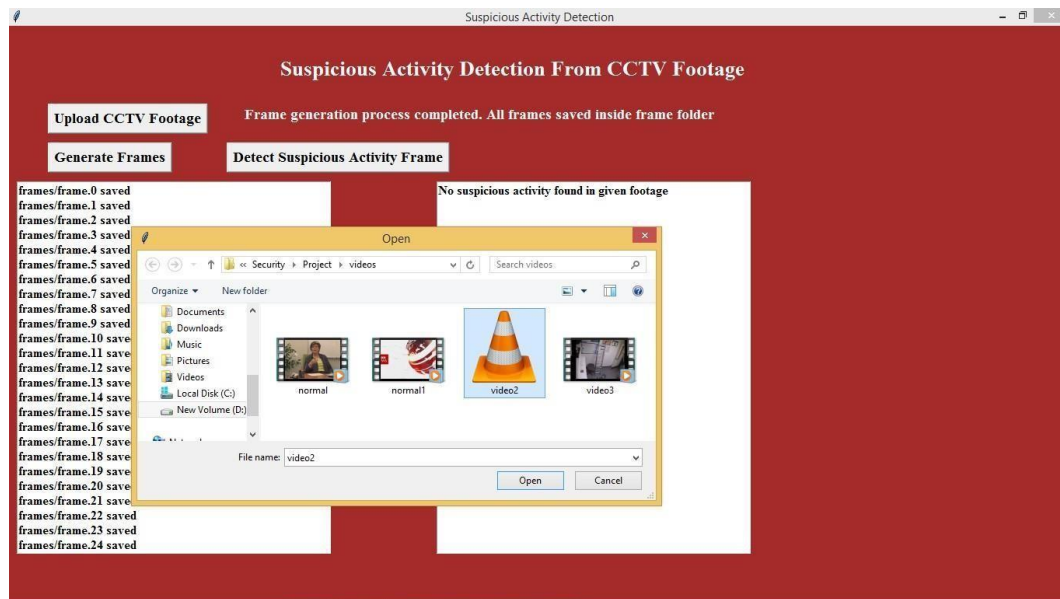 Suspicious Activity Detection
Suspicious Activity Detection From CCTV Footage
Upload CCTV Footage
Frame generation process completed. All frames saved inside frame folder
Generate Frames
Detect Suspicious Activity Frame
frames/frame.0 saved
frames/frame.1 saved
frames/frame.2 saved
frames/frame.3 saved
frames/frame.4 saved
frames/frame.5 saved
frames/frame.6 saved
frames/frame.7 saved
frames/frame.8 saved
frames/frame.9 saved
frames/frame.10 save
frames/frame.11 save
frames/frame.12 save
frames/frame.13 save
frames/frame.14 save
frames/frame.15 save
frames/frame.16 save
frames/frame.17 save
frames/frame.18 save
frames/frame.19 save
frames/frame.20 save
frames/frame.21 save
frames/frame.22 saved
frames/frame.23 saved
frames/frame.24 saved
No suspicious activity found in given footage
Open
« Security Project videos
Search videos
Organize
New folder
Documents
Downloads
Music
Pictures
Videos
Local Disk (C:)
New Volume (D:)
normal
normal1
video2
video3
File name: video2
Open
Cancel